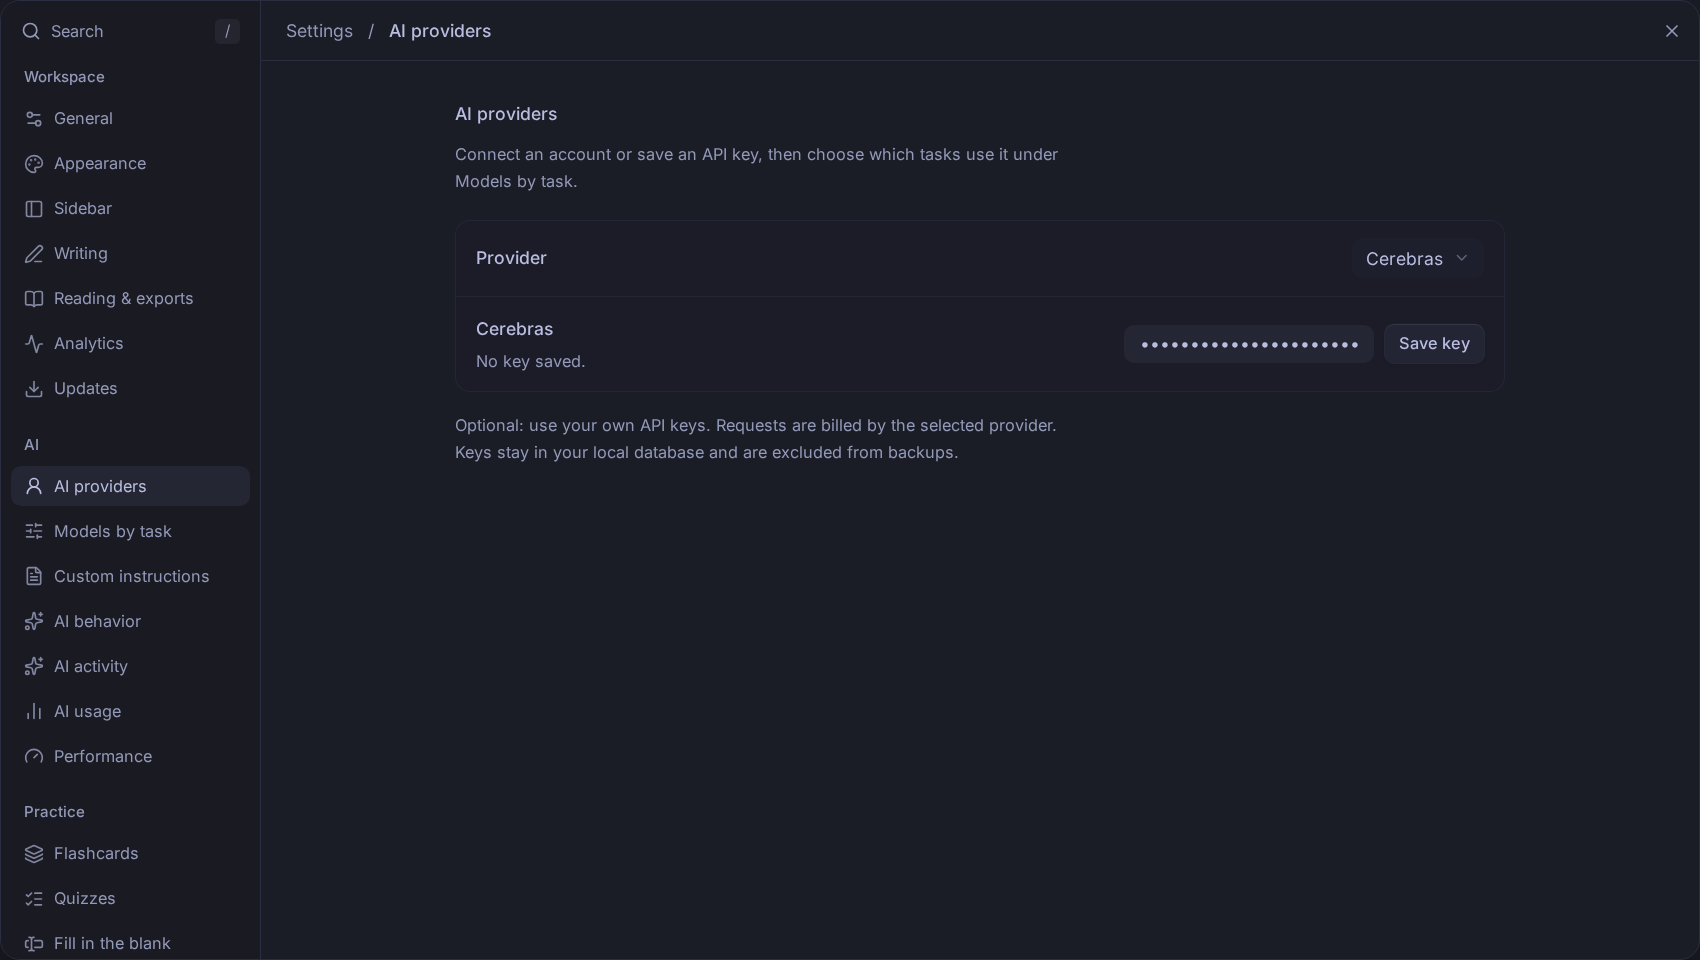 Search
/
Workspace
General
Appearance
Sidebar
Writing
Reading & exports
Analytics
Updates
AI
AI providers
Models by task
Custom instructions
AI behavior
AI activity
AI usage
Performance
Practice
Flashcards
Quizzes
Fill in the blank
Settings / AI providers
AI providers
Connect an account or save an API key, then choose which tasks use it under
Models by task.
Provider
Cerebras
Cerebras
No key saved.
••••••••••••••••••••••
Save key
Optional: use your own API keys. Requests are billed by the selected provider.
Keys stay in your local database and are excluded from backups.